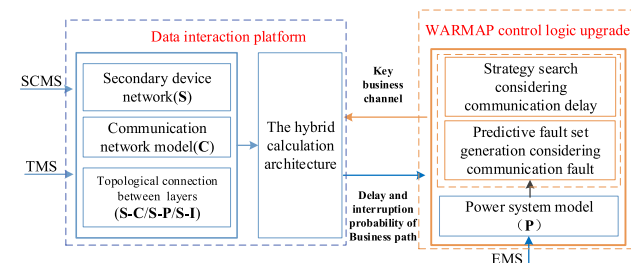 Data interaction platform
WARMAP control logic upgrade
SCMS
TMS
Secondary device
network(S)
Communication
network model(C)
Topological connection
between layers
(S-C/S-P/S-I)
The hybrid
calculation
architecture
Key
business
channel
Delay and
interruption
probability of
Business path
Strategy search
considering
communication delay
Predictive fault set
generation considering
communication fault
Power system model
(P)
EMS